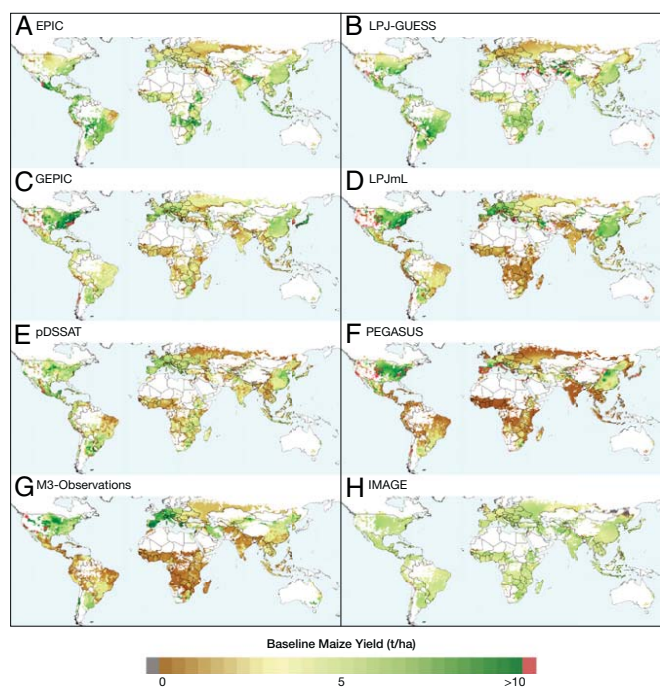 A EPIC
B LPJ-GUESS
C GEPIC
D LPJmL
E pDSSAT
F PEGASUS
G M3-Observations
H IMAGE
Baseline Maize Yield (t/ha)
0 5 >10